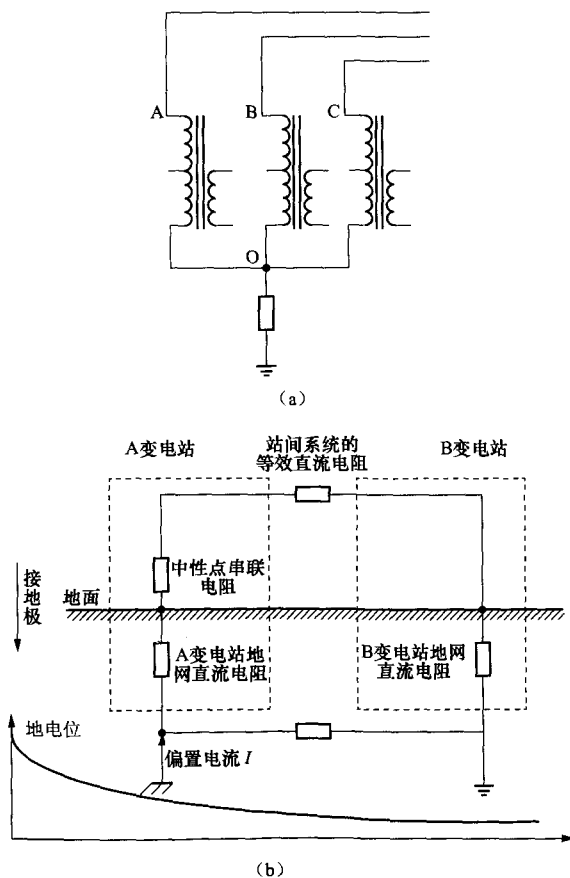 A
B
C
O
(a)
A变电站
站间系统的
等效直流电阻
B变电站
接地极
地面
中性点串联
电阻
A变电站地
网直流电阻
B变电站地网
直流电阻
地电位
偏置电流I
(b)